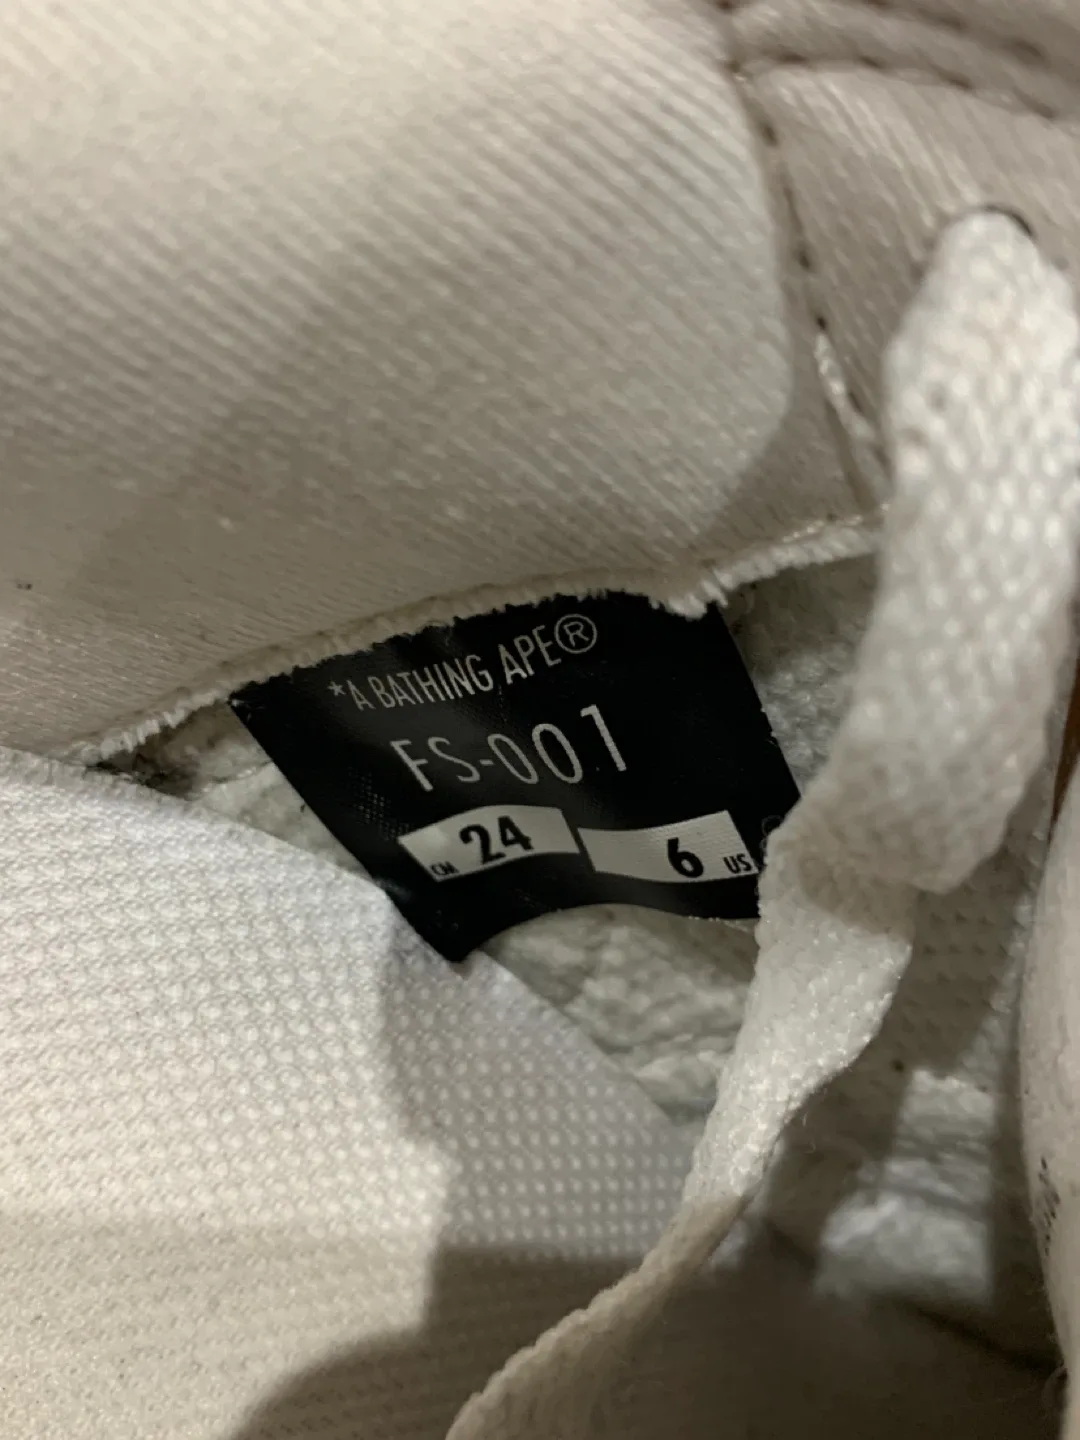 *A BATHING APE®
FS-001
CM 24 6 US